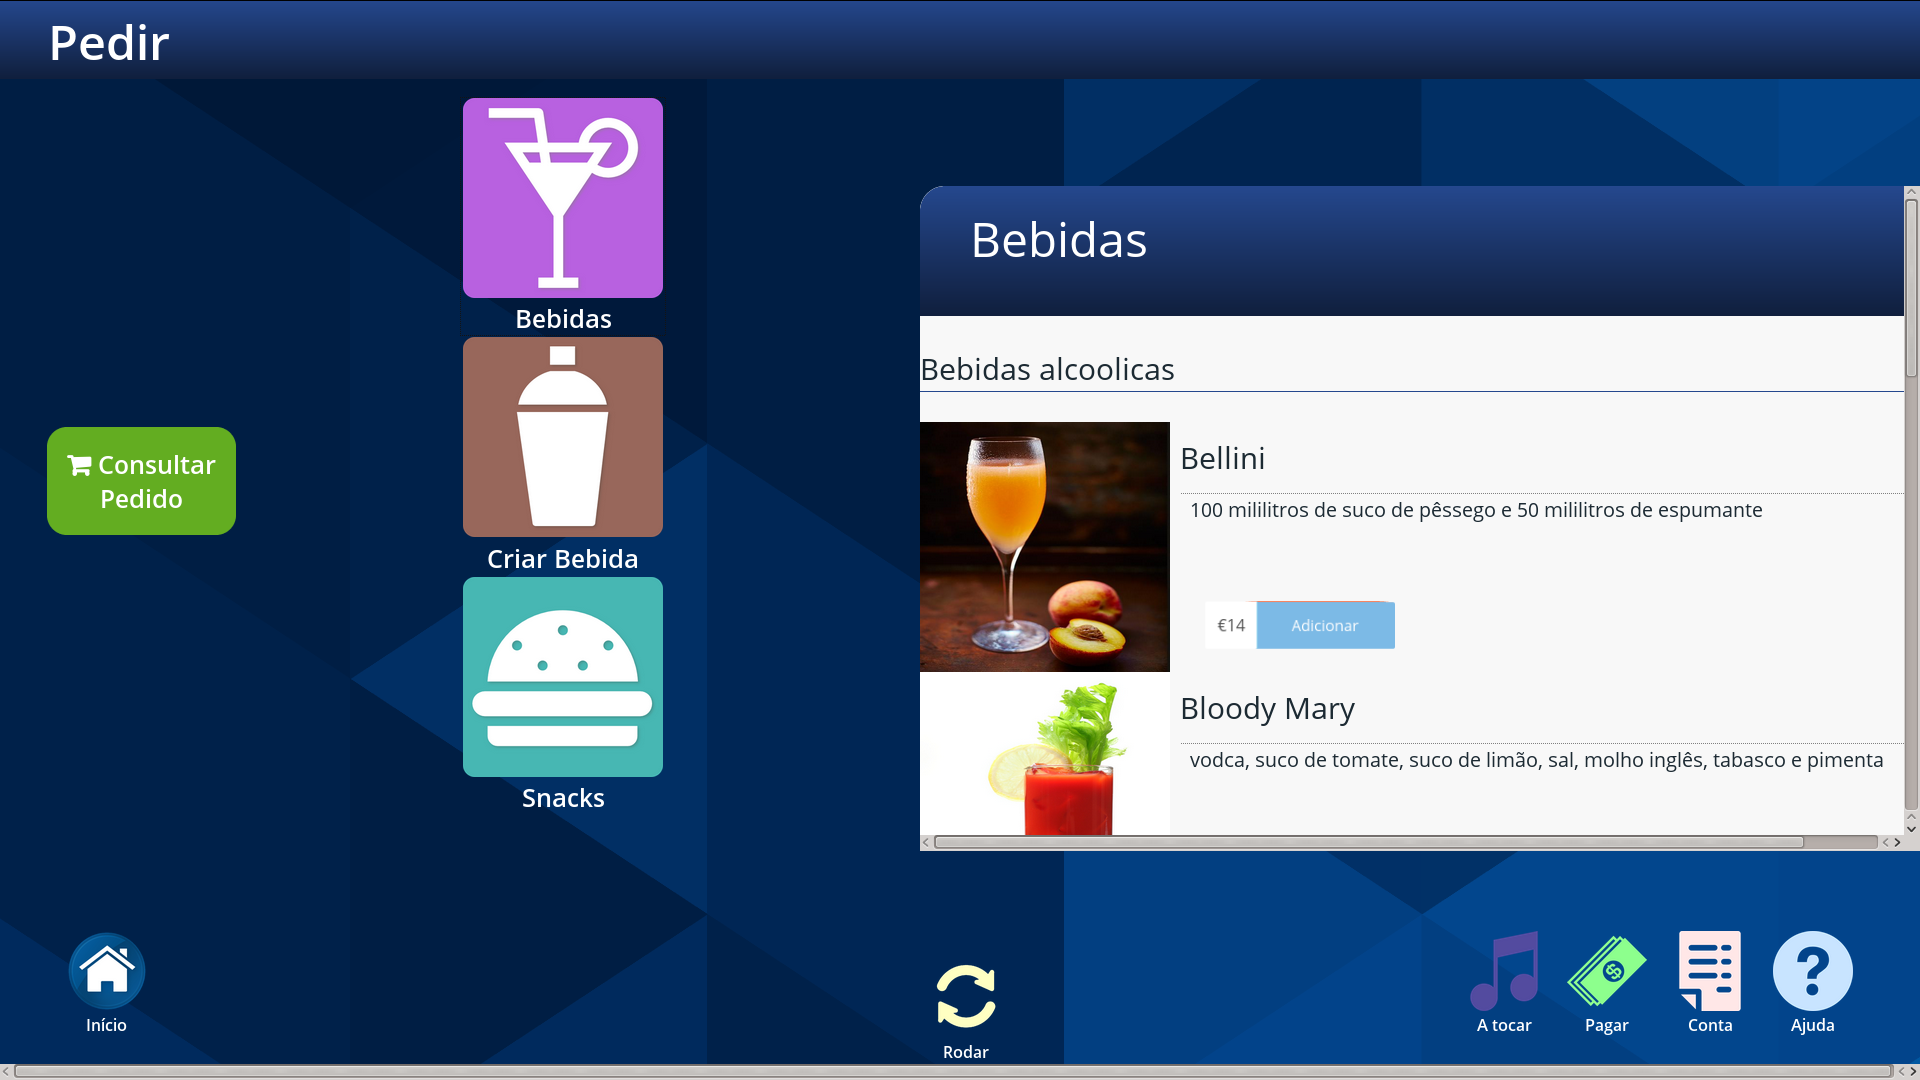 Pedir
Bebidas
Criar Bebida
Snacks
Consultar
Pedido
Bebidas
Bebidas alcoolicas
Bellini
100 mililitros de suco de pêssego e 50 mililitros de espumante
€14 Adicionar
Bloody Mary
vodca, suco de tomate, suco de limão, sal, molho inglês, tabasco e pimenta
Início
Rodar
A tocar
Pagar
Conta
Ajuda